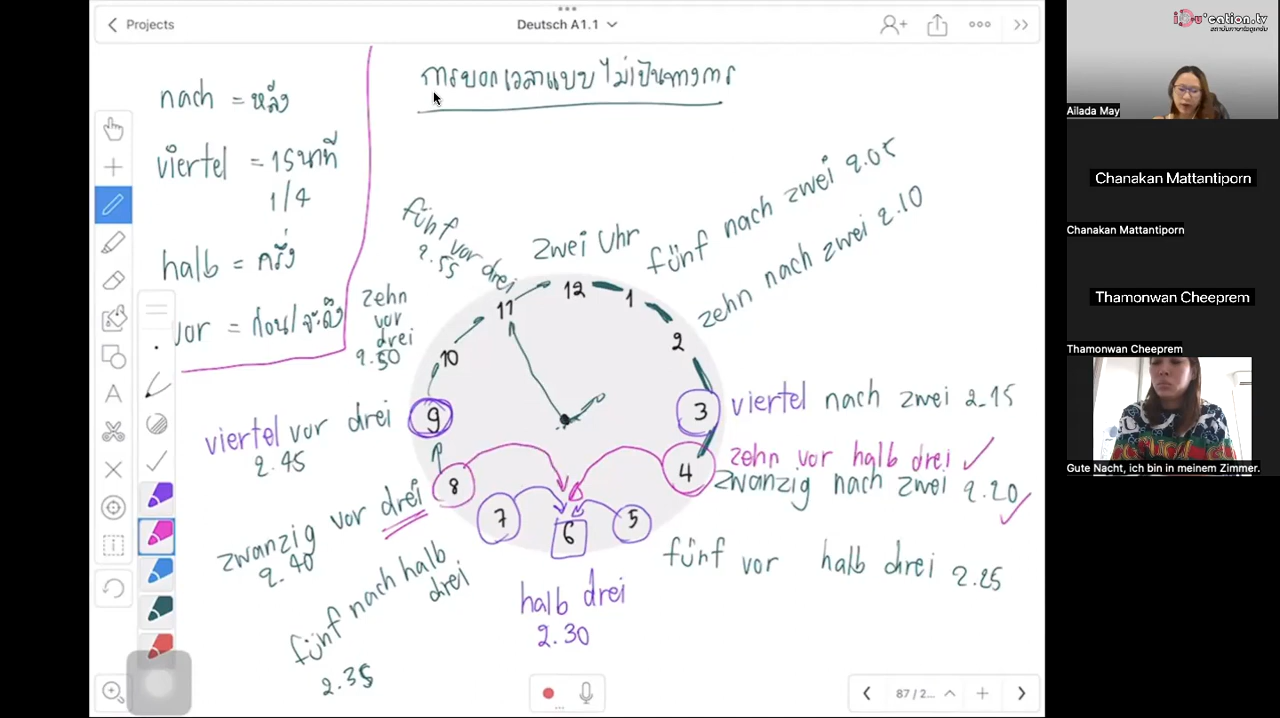 Projects
Deutsch A1.1
nach = หลัง
viertel = 15นาที
1/4
halb = ครึ่ง
vor = ก่อน/จะถึง
การบอกเวลาแบบไม่เป็นทางการ
zwei Uhr
fünf nach zwei 2.05
zehn nach zwei 2.10
viertel nach zwei 2.15
zehn vor halb drei
zwanzig nach zwei 2.20
fünf vor halb drei 2.25
halb drei
2.30
fünf nach halb
drei
2.35
zwanzig vor drei
2.40
viertel vor drei
2.45
zehn
vor
drei
2.50
fünf vor drei
2.55
12
1
2
3
4
5
6
7
8
9
10
11
87 / 2...
Ailada May
Chanakan Mattantiporn
Chanakan Mattantiporn
Thamonwan Cheeprem
Thamonwan Cheeprem
Gute Nacht, ich bin in meinem Zimmer.